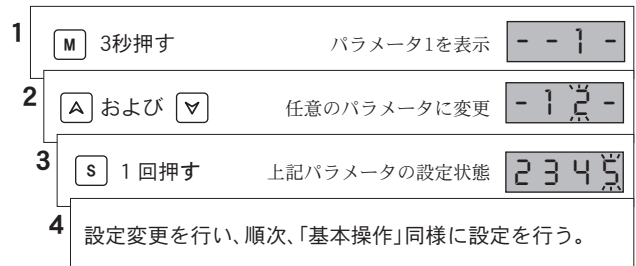 1 M 3秒押す パラメータ1を表示 - - 1 -
2 および 任意のパラメータに変更 - 1 2 -
3 S 1回押す 上記パラメータの設定状態 2 3 4 5
4 設定変更を行い、順次、「基本操作」同様に設定を行う。